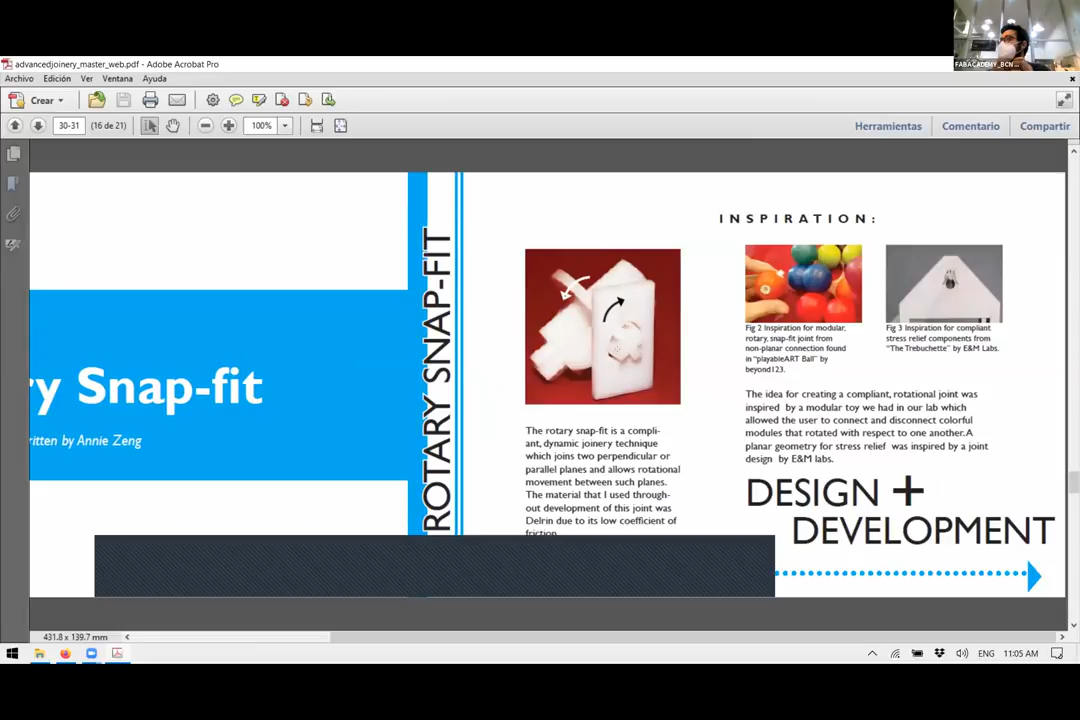 FABACADEMY_BCN ...
advancedjoinery_master_web.pdf - Adobe Acrobat Pro
Archivo Edición Ver Ventana Ayuda
Crear
30-31 (16 de 21) 100% Herramientas Comentario Compartir
ry Snap-fit
ritten by Annie Zeng
ROTARY SNAP-FIT
The rotary snap-fit is a compli-
ant, dynamic joinery technique
which joins two perpendicular or
parallel planes and allows rotational
movement between such planes.
The material that I used through-
out development of this joint was
Delrin due to its low coefficient of
friction.
INSPIRATION:
Fig 2 Inspiration for modular,
rotary, snap-fit joint from
non-planar connection found
in "playableART Ball" by
beyond123.
Fig 3 Inspiration for compliant
stress relief components from
"The Trebuchette" by E&M Labs.
The idea for creating a compliant, rotational joint was
inspired by a modular toy we had in our lab which
allowed the user to connect and disconnect colorful
modules that rotated with respect to one another. A
planar geometry for stress relief was inspired by a joint
design by E&M labs.
DESIGN +
DEVELOPMENT
431.8 x 139.7 mm
ENG 11:05 AM